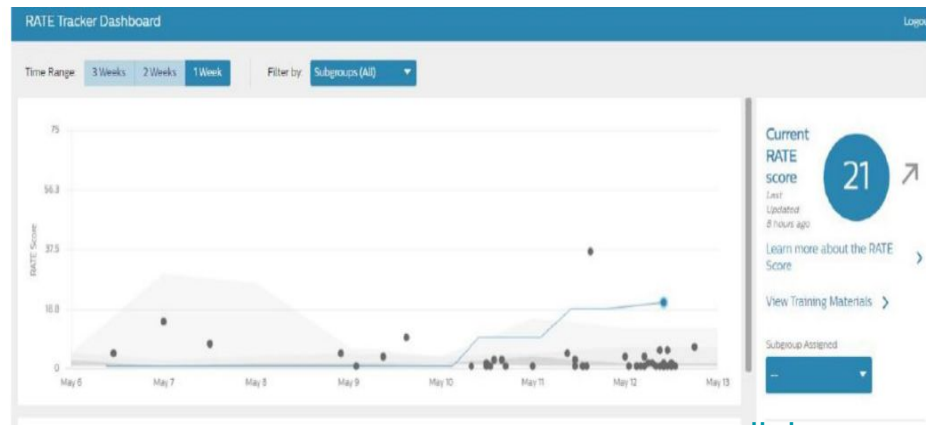 RATE Tracker Dashboard
Logou
Time Range: 3 Weeks 2 Weeks 1 Week Filter by: Subgroups (All)
75
56.3
37.5
18.8
0
RATE Score
May 6 May 7 May 8 May 9 May 10 May 11 May 12 May 13
Current
RATE
score
21
Last
Updated:
8 hours ago
Learn more about the RATE
Score
View Training Materials
Subgroup Assigned
--